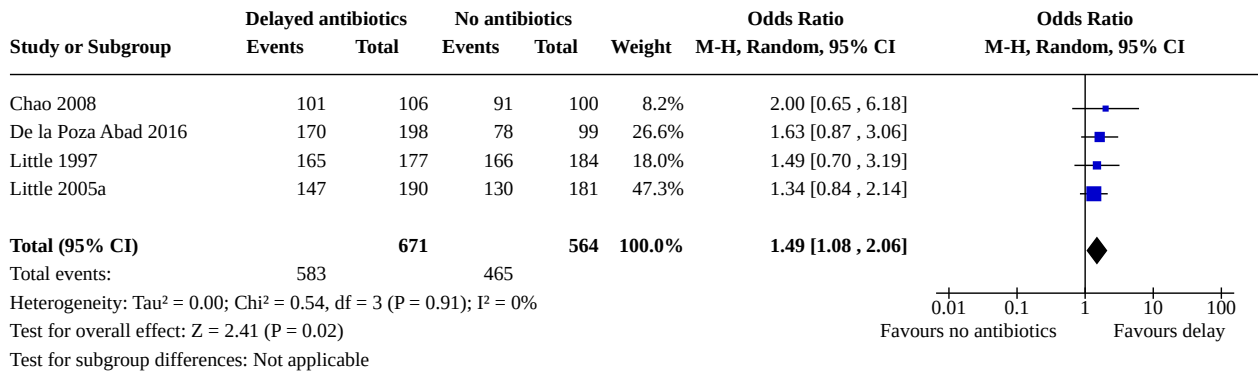 Delayed antibiotics No antibiotics Odds Ratio Odds Ratio
Study or Subgroup Events Total Events Total Weight M-H, Random, 95% CI M-H, Random, 95% CI
Chao 2008 101 106 91 100 8.2% 2.00 [0.65 , 6.18]
De la Poza Abad 2016 170 198 78 99 26.6% 1.63 [0.87 , 3.06]
Little 1997 165 177 166 184 18.0% 1.49 [0.70 , 3.19]
Little 2005a 147 190 130 181 47.3% 1.34 [0.84 , 2.14]
Total (95% CI) 671 564 100.0% 1.49 [1.08 , 2.06]
Total events: 583 465
Heterogeneity: Tau² = 0.00; Chi² = 0.54, df = 3 (P = 0.91); I² = 0%
0.01 0.1 1 10 100
Test for overall effect: Z = 2.41 (P = 0.02)
Favours no antibiotics Favours delay
Test for subgroup differences: Not applicable